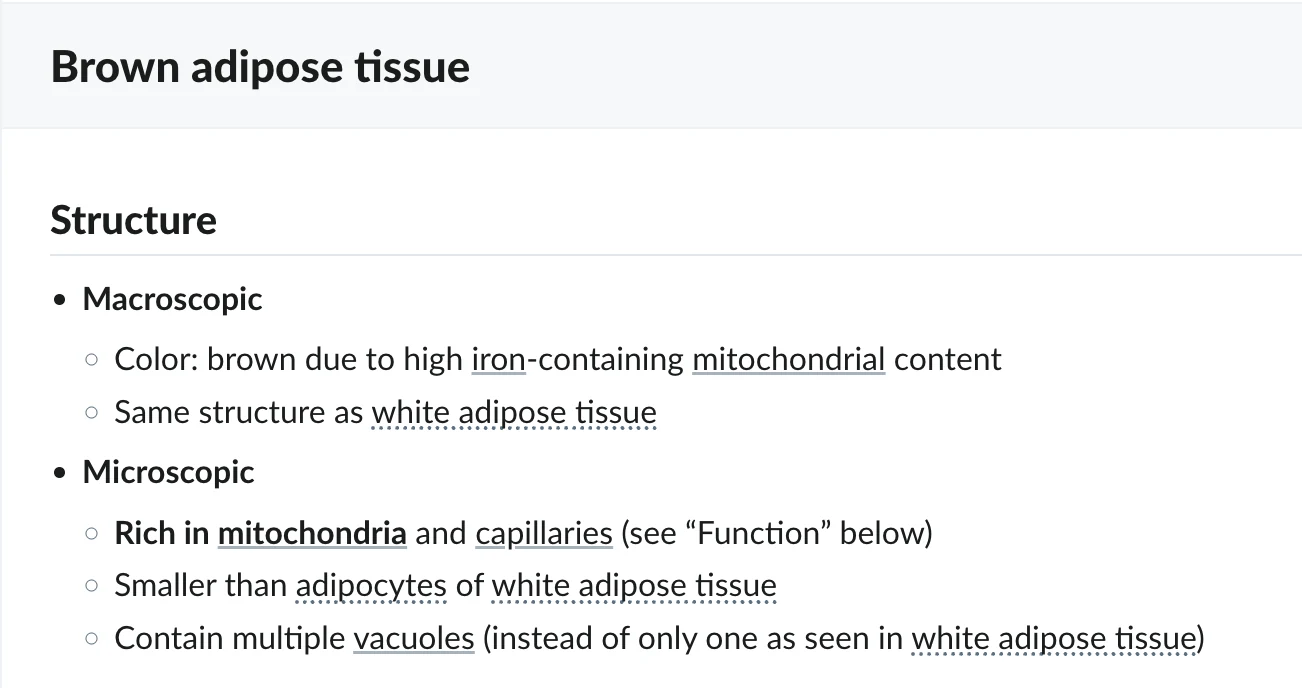 Brown adipose tissue
Structure
• Macroscopic
○ Color: brown due to high iron-containing mitochondrial content
○ Same structure as white adipose tissue
• Microscopic
○ Rich in mitochondria and capillaries (see “Function” below)
○ Smaller than adipocytes of white adipose tissue
○ Contain multiple vacuoles (instead of only one as seen in white adipose tissue)